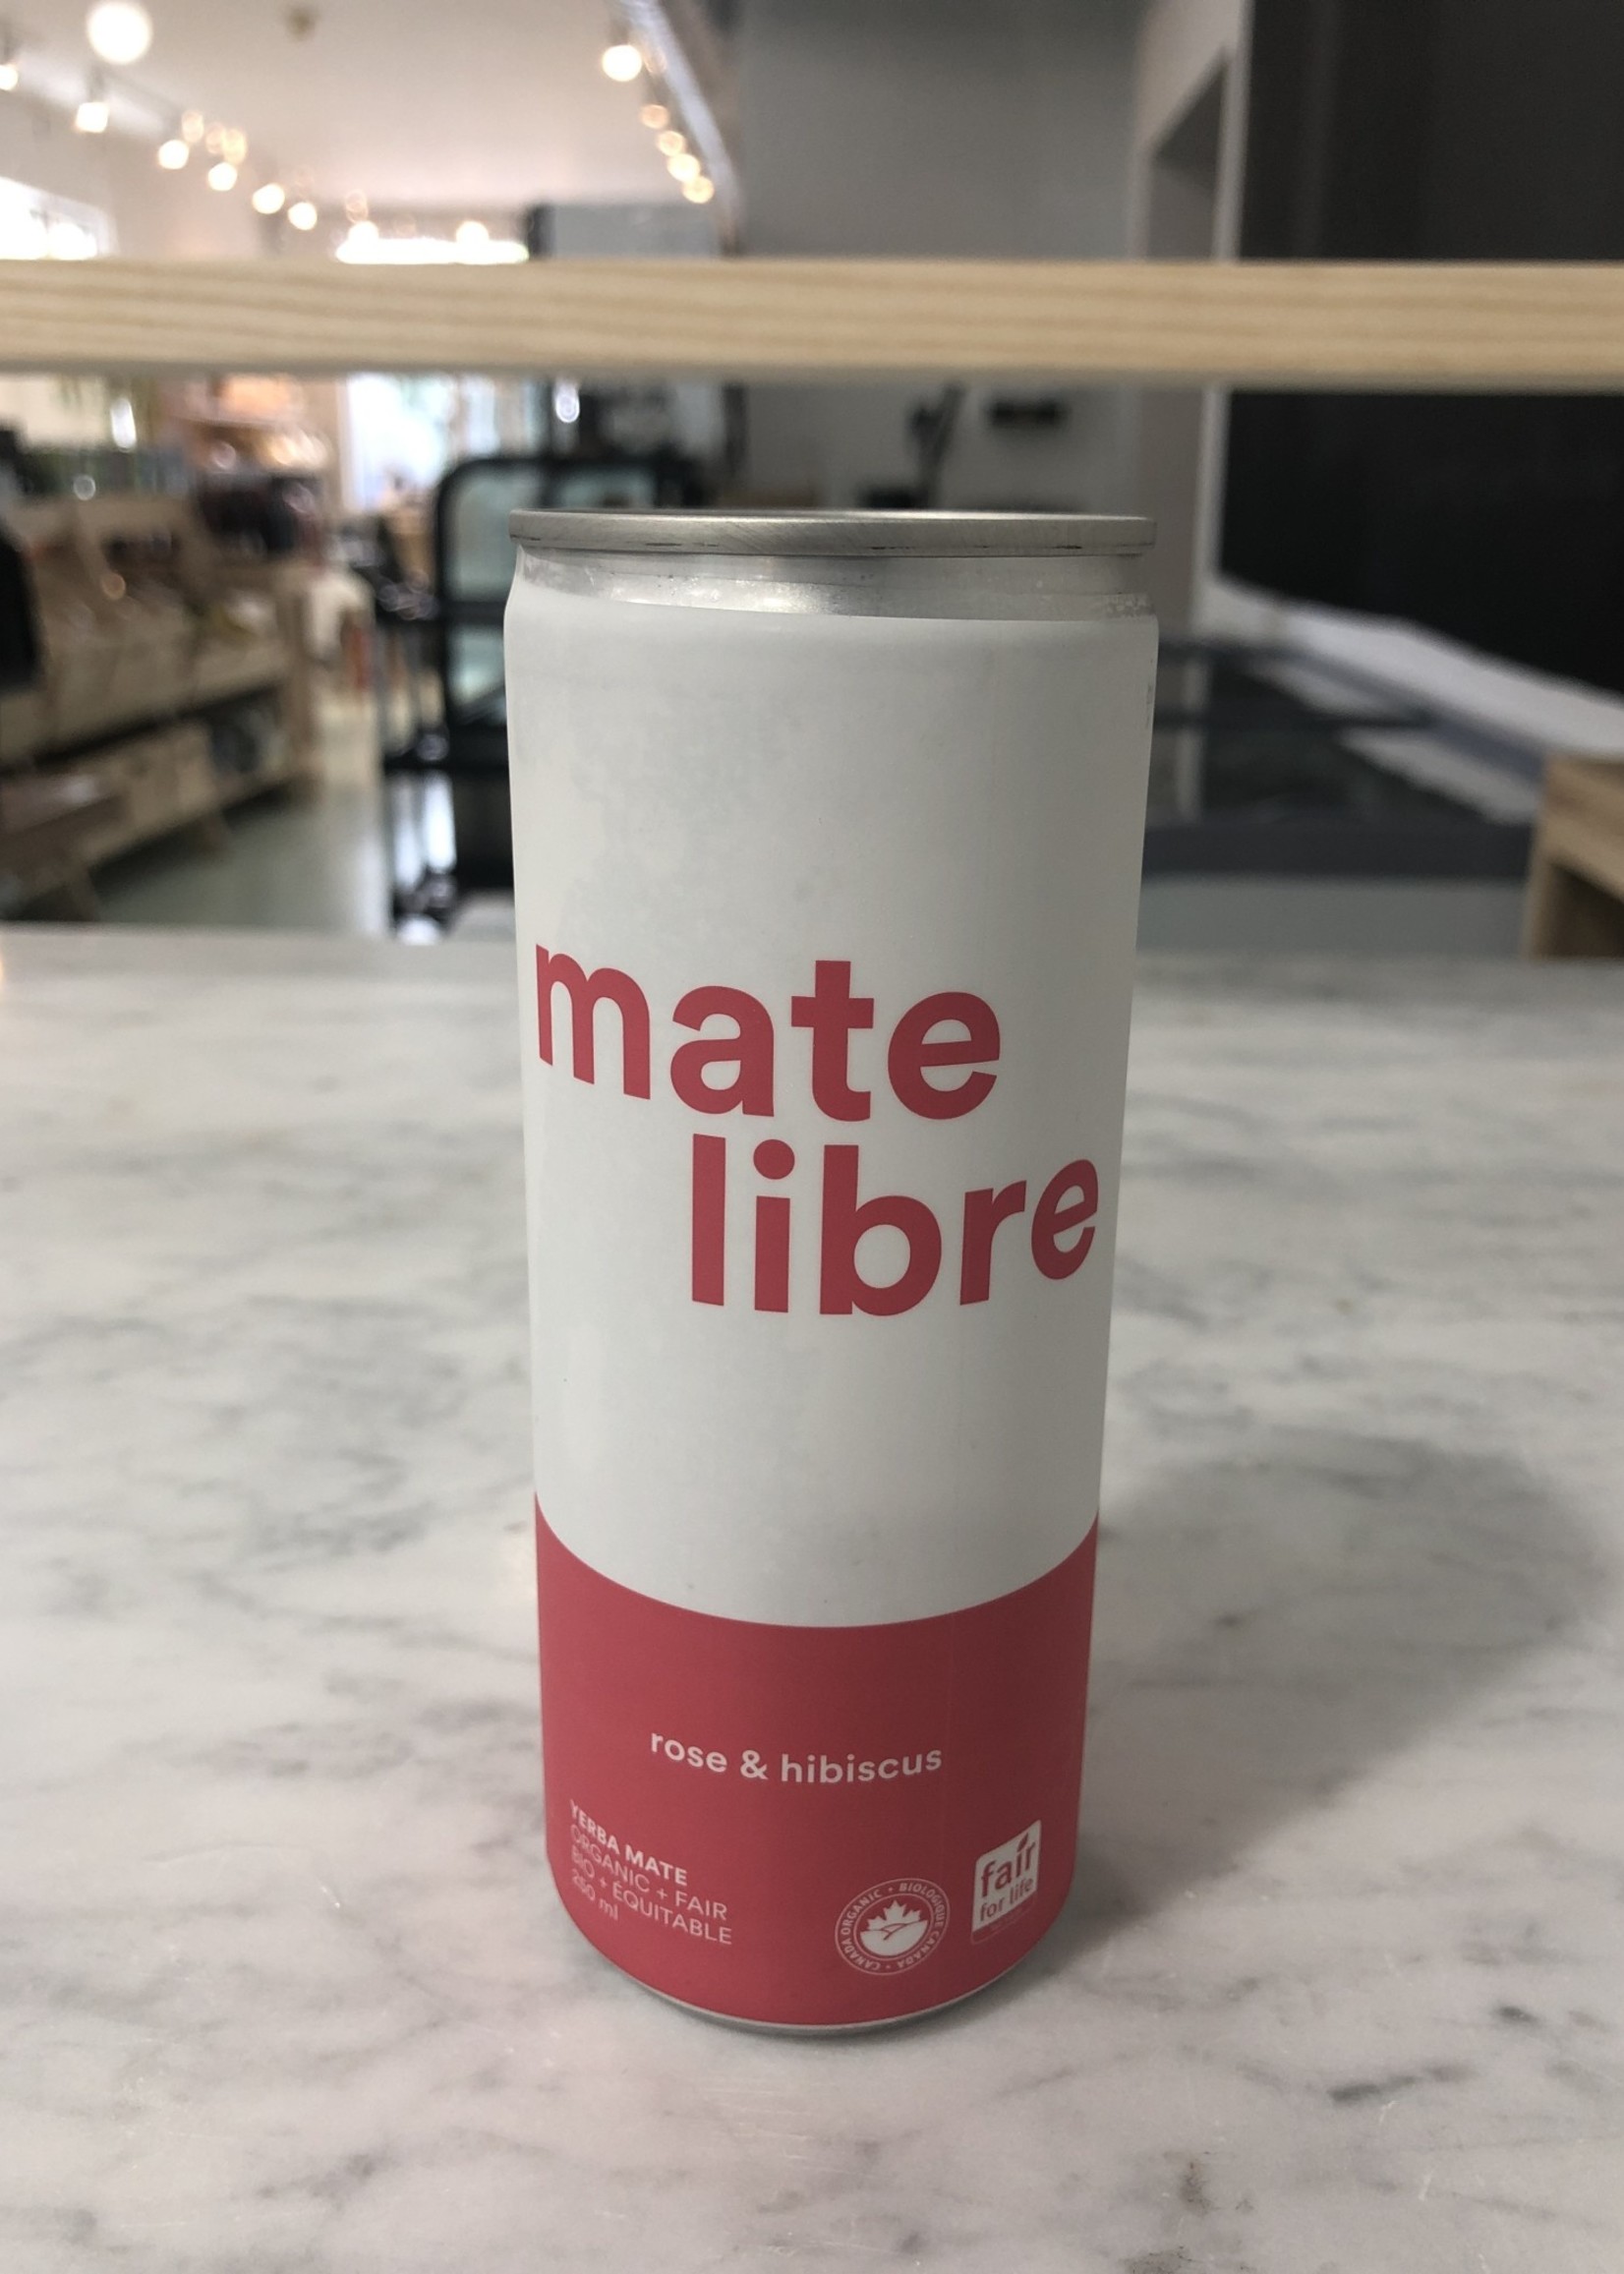 mate
libre
rose & hibiscus
YERBA MATE
ORGANIC + FAIR
BIO + ÉQUITABLE
250 ml
CANADA ORGANIC • BIOLOGIQUE CANADA •
fair
for life